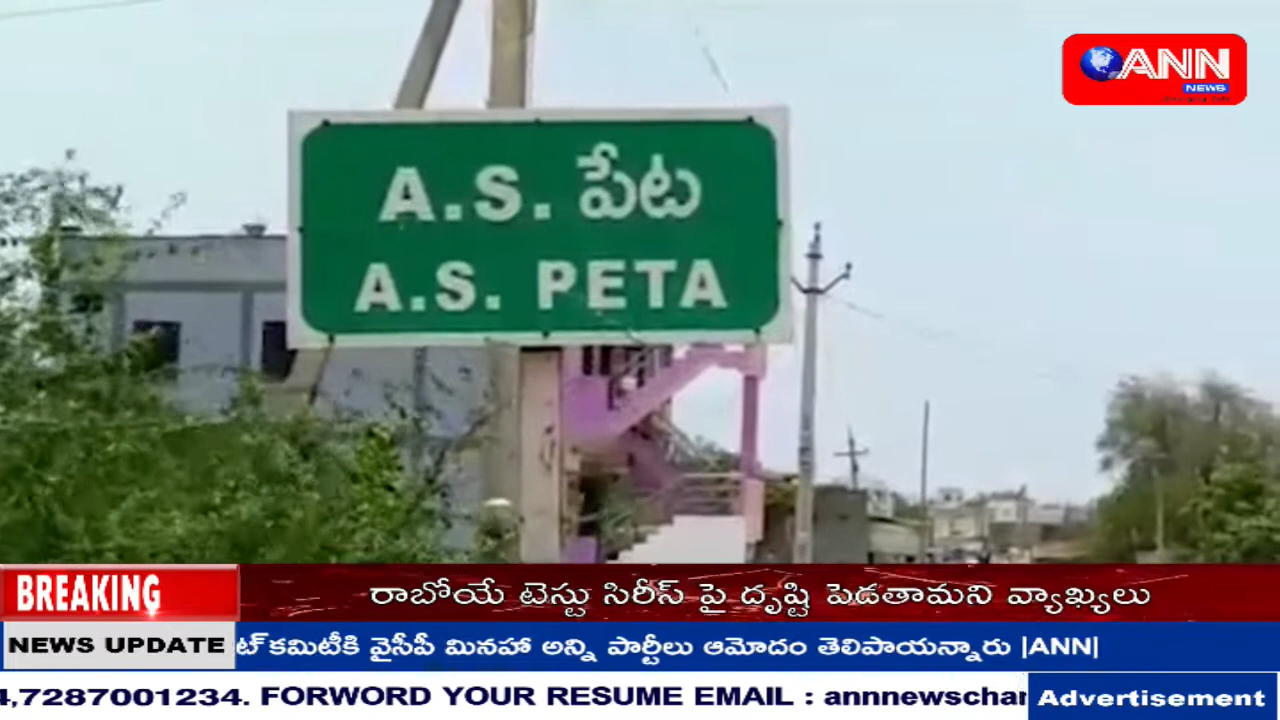 ANN
NEWS
A.S. పేట
A.S. PETA
BREAKING
రాబోయే టెస్టు సిరీస్ పై దృష్టి పెడతామని వ్యాఖ్యలు
NEWS UPDATE
ట్ కమిటీకి వైసీపీ మినహా అన్ని పార్టీలు ఆమోదం తెలిపాయన్నారు |ANN|
4,7287001234. FORWORD YOUR RESUME EMAIL : annnewschan
Advertisement